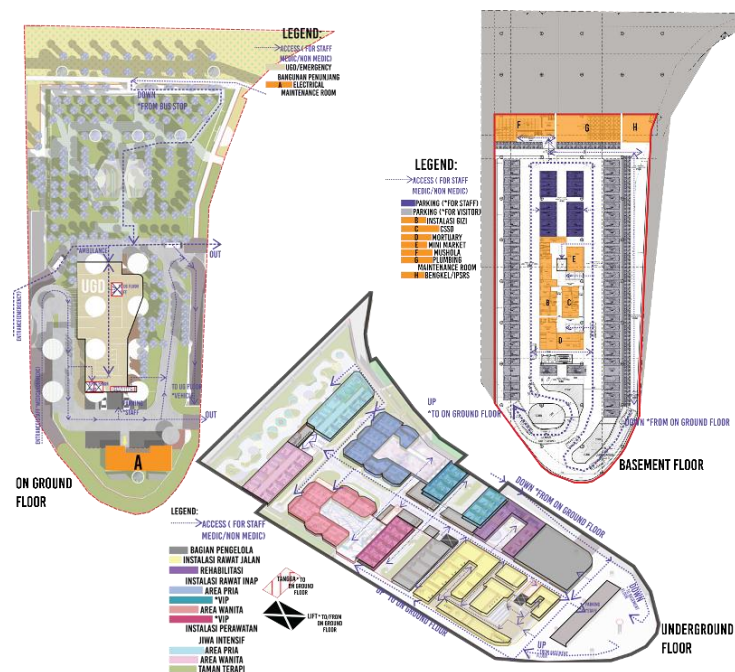 LEGEND:
ACCESS ( FOR STAFF
MEDIC/NON MEDIC)
UGD/EMERGENCY
BANGUNAN PENUNJANG
A ELECTRICAL
MAINTENANCE ROOM
DOWN
*FROM BUS STOP
*AMBULANCE
OUT
UGD
ENTRANCE(EMERGENCY)
OUT
A
ON GROUND
FLOOR
LEGEND:
ACCESS ( FOR STAFF
MEDIC/NON MEDIC)
PARKING (*FOR STAFF)
PARKING (*FOR VISITOR)
B INSTALASI GIZI
C CSSD
D MORTUARY
E MINI MARKET
F MUSHOLA
G PLUMBING
MAINTENANCE ROOM
H BENGKEL/IPSRS
F
G
H
E
B
C
D
DOWN *FROM ON GROUND FLOOR
BASEMENT FLOOR
UP
*TO ON GROUND FLOOR
DOWN *FROM ON GROUND FLOOR
UP *TO ON GROUND FLOOR
DOWN
UP
UNDERGROUND
FLOOR
LEGEND:
ACCESS ( FOR STAFF
MEDIC/NON MEDIC)
BAGIAN PENGELOLA
INSTALASI RAWAT JALAN
REHABILITASI
INSTALASI RAWAT INAP
AREA PRIA
*VIP
AREA WANITA
*VIP
INSTALASI PERAWATAN
JIWA INTENSIF
AREA PRIA
AREA WANITA
TAMAN TERAPI
TANGGA *TO
ON GROUND
FLOOR
LIFT *TO/FROM
ON GROUND
FLOOR